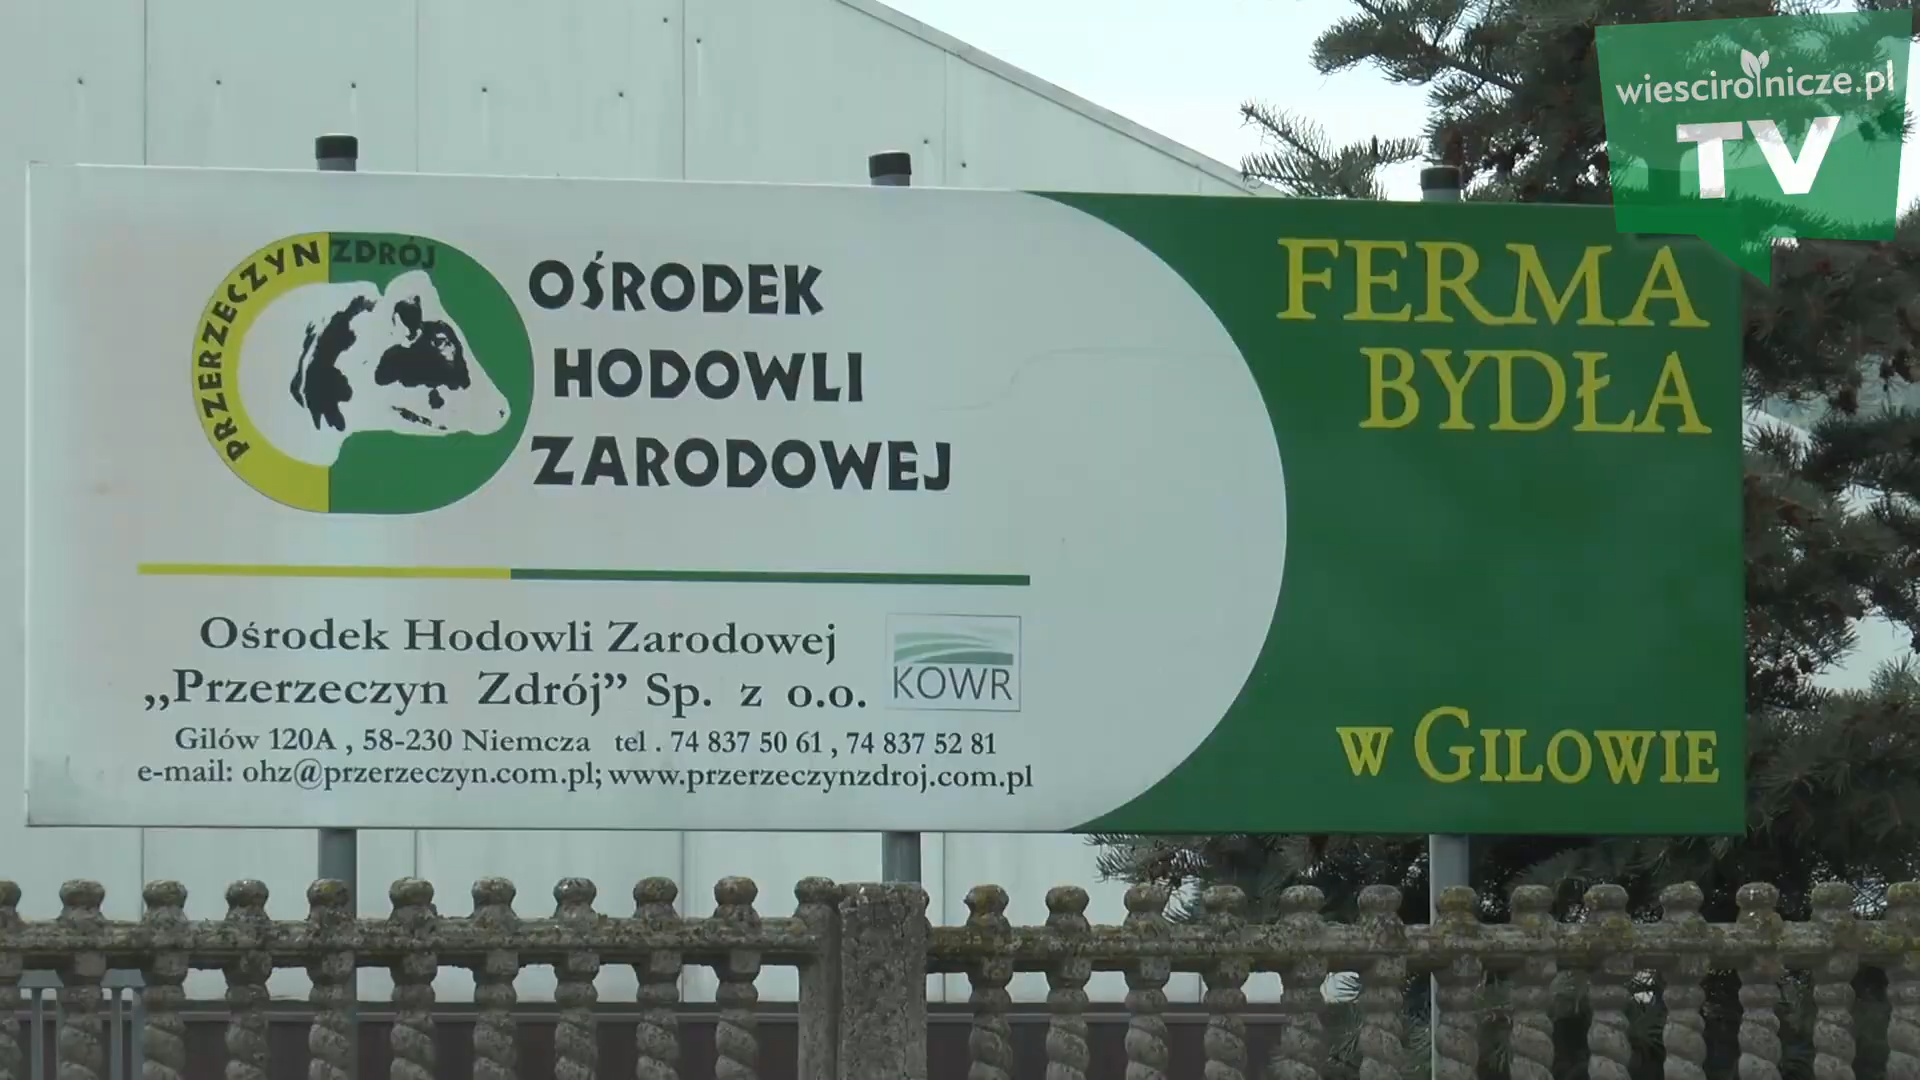 wiescirolnicze.pl
TV
PRZERZECZYN ZDRÓJ
OŚRODEK
HODOWLI
ZARODOWEJ
FERMA
BYDŁA
Ośrodek Hodowli Zarodowej
„Przerzeczyn Zdrój” Sp. z o.o.
KOWR
Gilów 120A , 58-230 Niemcza tel . 74 837 50 61 , 74 837 52 81
e-mail: ohz@przerzeczyn.com.pl; www.przerzeczynzdroj.com.pl
W GILOWIE